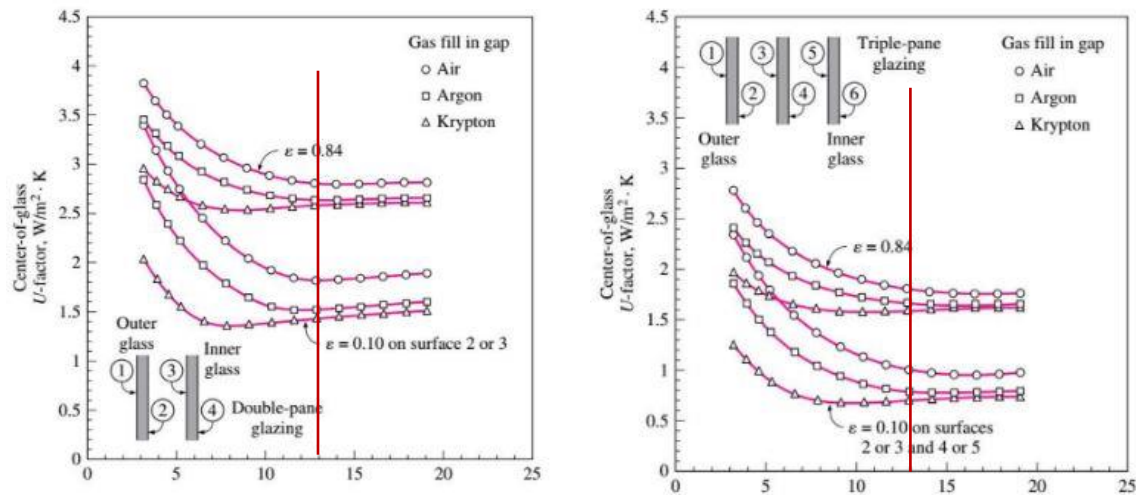 4.5
4
3.5
3
2.5
2
1.5
1
0.5
0
Center-of-glass
U-factor, W/m² · K
Gas fill in gap
Air
Argon
Krypton
ε = 0.84
ε = 0.10 on surface 2 or 3
Outer
glass
Inner
glass
1
3
2
4
Double-pane
glazing
0
5
10
15
20
25
4.5
4
3.5
3
2.5
2
1.5
1
0.5
0
Center-of-glass
U-factor, W/m² · K
1
3
5
2
4
6
Triple-pane
glazing
Outer
glass
Inner
glass
Gas fill in gap
Air
Argon
Krypton
ε = 0.84
ε = 0.10 on surfaces
2 or 3 and 4 or 5
0
5
10
15
20
25